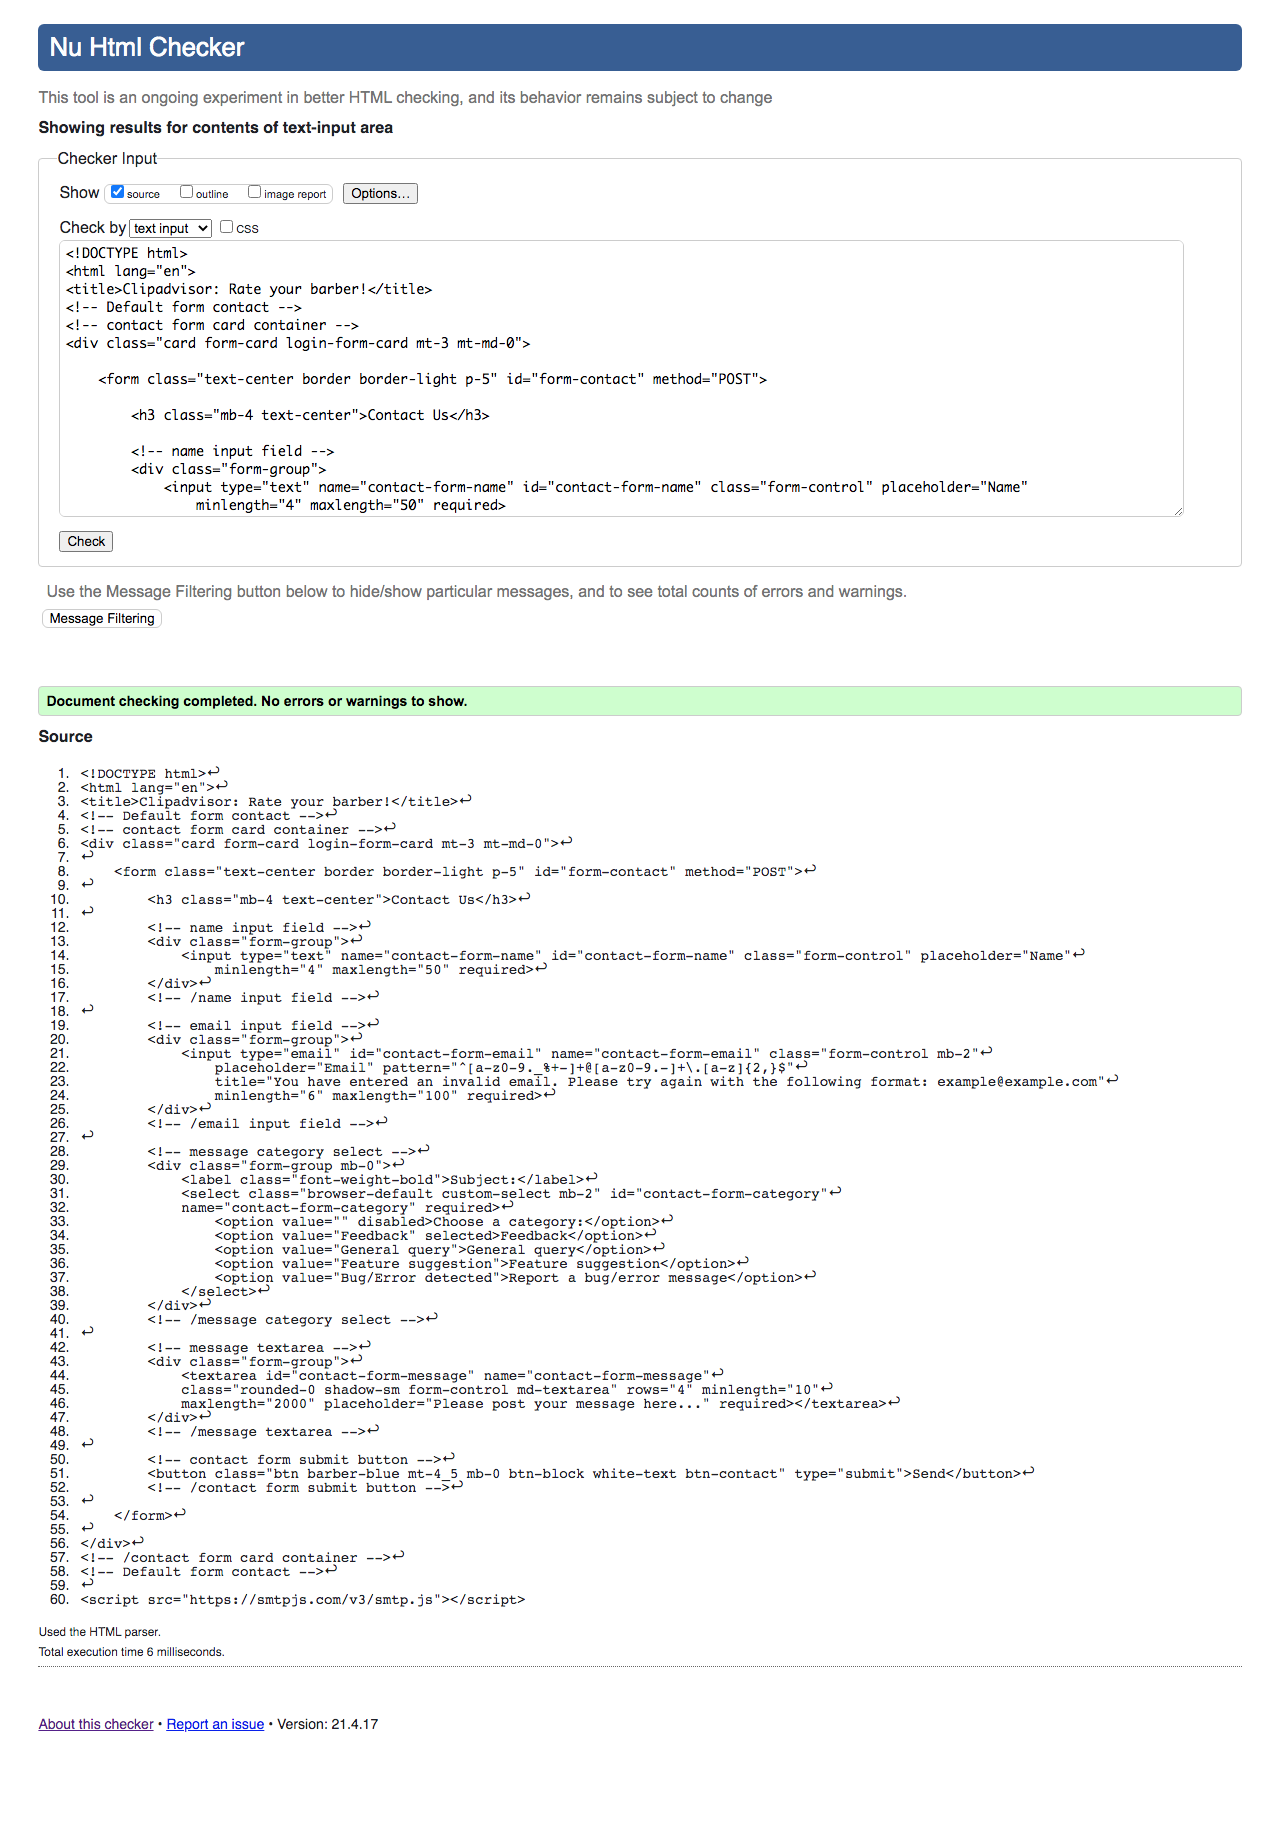 Nu Html Checker
This tool is an ongoing experiment in better HTML checking, and its behavior remains subject to change
Showing results for contents of text-input area
Checker Input
Show source outline image report Options...
Check by text input CSS
<!DOCTYPE html>
<html lang="en">
<title>Clipadvisor: Rate your barber!</title>
<!-- Default form contact -->
<!-- contact form card container -->
<div class="card form-card login-form-card mt-3 mt-md-0">
<form class="text-center border border-light p-5" id="form-contact" method="POST">
<h3 class="mb-4 text-center">Contact Us</h3>
<!-- name input field -->
<div class="form-group">
<input type="text" name="contact-form-name" id="contact-form-name" class="form-control" placeholder="Name"
minlength="4" maxlength="50" required>
Check
Use the Message Filtering button below to hide/show particular messages, and to see total counts of errors and warnings.
Message Filtering
Document checking completed. No errors or warnings to show.
Source
1. <!DOCTYPE html>↩
2. <html lang="en">↩
3. <title>Clipadvisor: Rate your barber!</title>↩
4. <!-- Default form contact -->↩
5. <!-- contact form card container -->↩
6. <div class="card form-card login-form-card mt-3 mt-md-0">↩
7. ↩
8. <form class="text-center border border-light p-5" id="form-contact" method="POST">↩
9. ↩
10. <h3 class="mb-4 text-center">Contact Us</h3>↩
11. ↩
12. <!-- name input field -->↩
13. <div class="form-group">↩
14. <input type="text" name="contact-form-name" id="contact-form-name" class="form-control" placeholder="Name"↩
15. minlength="4" maxlength="50" required>↩
16. </div>↩
17. <!-- /name input field -->↩
18. ↩
19. <!-- email input field -->↩
20. <div class="form-group">↩
21. <input type="email" id="contact-form-email" name="contact-form-email" class="form-control mb-2"↩
22. placeholder="Email" pattern="^[a-z0-9._%+-]+@[a-z0-9.-]+\.[a-z]{2,}$"↩
23. title="You have entered an invalid email. Please try again with the following format: example@example.com"↩
24. minlength="6" maxlength="100" required>↩
25. </div>↩
26. <!-- /email input field -->↩
27. ↩
28. <!-- message category select -->↩
29. <div class="form-group mb-0">↩
30. <label class="font-weight-bold">Subject:</label>↩
31. <select class="browser-default custom-select mb-2" id="contact-form-category"↩
32. name="contact-form-category" required>↩
33. <option value="" disabled>Choose a category:</option>↩
34. <option value="Feedback" selected>Feedback</option>↩
35. <option value="General query">General query</option>↩
36. <option value="Feature suggestion">Feature suggestion</option>↩
37. <option value="Bug/Error detected">Report a bug/error message</option>↩
38. </select>↩
39. </div>↩
40. <!-- /message category select -->↩
41. ↩
42. <!-- message textarea -->↩
43. <div class="form-group">↩
44. <textarea id="contact-form-message" name="contact-form-message"↩
45. class="rounded-0 shadow-sm form-control md-textarea" rows="4" minlength="10"↩
46. maxlength="2000" placeholder="Please post your message here..." required></textarea>↩
47. </div>↩
48. <!-- /message textarea -->↩
49. ↩
50. <!-- contact form submit button -->↩
51. <button class="btn barber-blue mt-4_5 mb-0 btn-block white-text btn-contact" type="submit">Send</button>↩
52. <!-- /contact form submit button -->↩
53. ↩
54. </form>↩
55. ↩
56. </div>↩
57. <!-- /contact form card container -->↩
58. <!-- Default form contact -->↩
59. ↩
60. <script src="https://smtpjs.com/v3/smtp.js"></script>
Used the HTML parser.
Total execution time 6 milliseconds.
About this checker • Report an issue • Version: 21.4.17